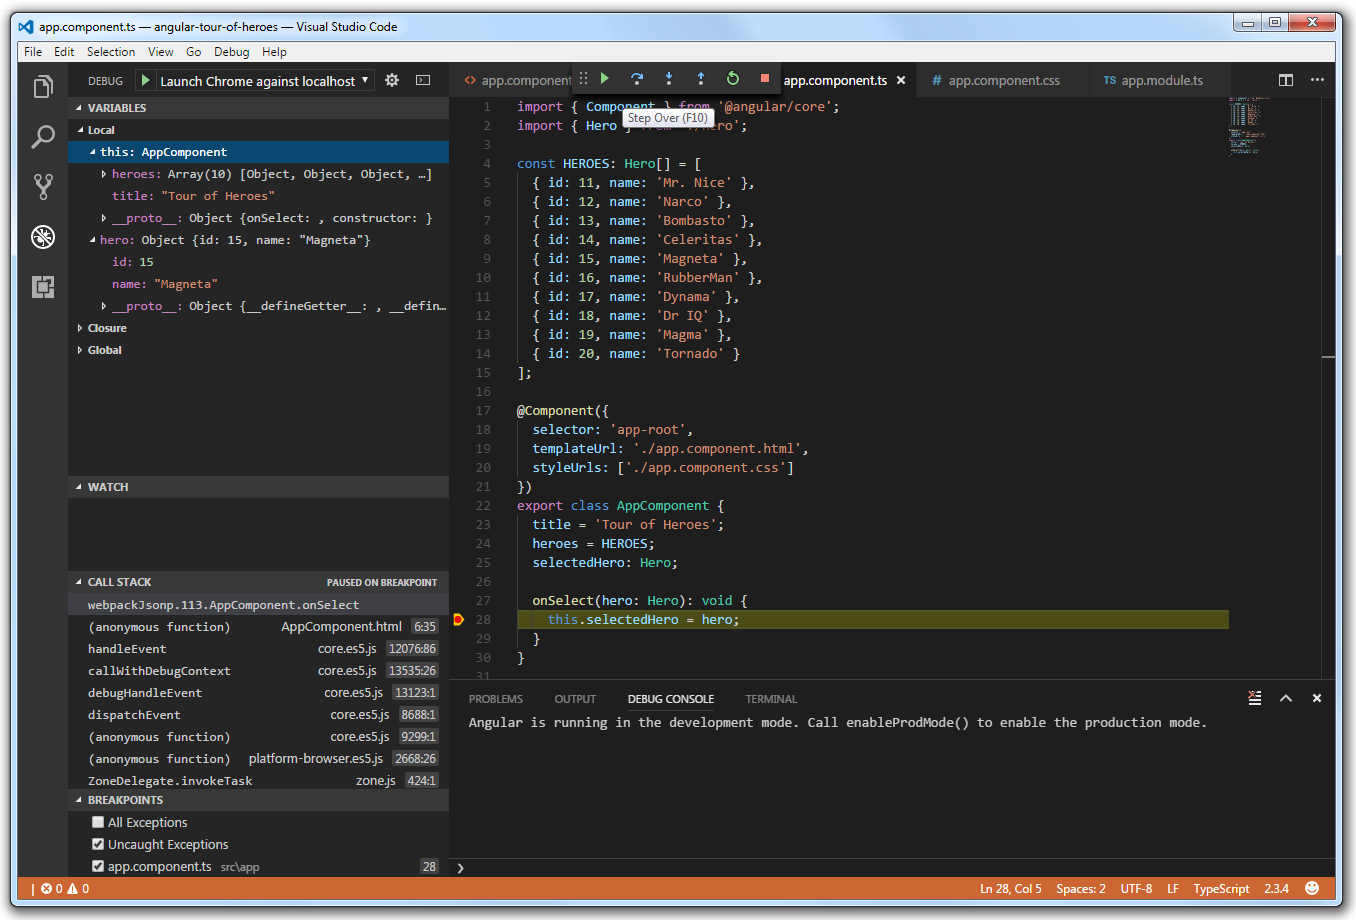 app.component.ts — angular-tour-of-heroes — Visual Studio Code
File Edit Selection View Go Debug Help
DEBUG Launch Chrome against localhost
VARIABLES
Local
this: AppComponent
heroes: Array(10) [Object, Object, Object, …]
title: "Tour of Heroes"
__proto__: Object {onSelect: , constructor: }
hero: Object {id: 15, name: "Magneta"}
id: 15
name: "Magneta"
__proto__: Object {__defineGetter__: , __defin…
Closure
Global
WATCH
CALL STACK PAUSED ON BREAKPOINT
webpackJsonp.113.AppComponent.onSelect
(anonymous function) AppComponent.html 6:35
handleEvent core.es5.js 12076:86
callWithDebugContext core.es5.js 13535:26
debugHandleEvent core.es5.js 13123:1
dispatchEvent core.es5.js 8688:1
(anonymous function) core.es5.js 9299:1
(anonymous function) platform-browser.es5.js 2668:26
ZoneDelegate.invokeTask zone.js 424:1
BREAKPOINTS
All Exceptions
Uncaught Exceptions
app.component.ts src\app 28
<> app.component app.component.ts # app.component.css TS app.module.ts
Step Over (F10)
1 import { Component } from '@angular/core';
2 import { Hero } from './hero';
3
4 const HEROES: Hero[] = [
5 { id: 11, name: 'Mr. Nice' },
6 { id: 12, name: 'Narco' },
7 { id: 13, name: 'Bombasto' },
8 { id: 14, name: 'Celeritas' },
9 { id: 15, name: 'Magneta' },
10 { id: 16, name: 'RubberMan' },
11 { id: 17, name: 'Dynama' },
12 { id: 18, name: 'Dr IQ' },
13 { id: 19, name: 'Magma' },
14 { id: 20, name: 'Tornado' }
15 ];
16
17 @Component({
18 selector: 'app-root',
19 templateUrl: './app.component.html',
20 styleUrls: ['./app.component.css']
21 })
22 export class AppComponent {
23 title = 'Tour of Heroes';
24 heroes = HEROES;
25 selectedHero: Hero;
26
27 onSelect(hero: Hero): void {
28 this.selectedHero = hero;
29 }
30 }
31
PROBLEMS OUTPUT DEBUG CONSOLE TERMINAL
Angular is running in the development mode. Call enableProdMode() to enable the production mode.
0 0 Ln 28, Col 5 Spaces: 2 UTF-8 LF TypeScript 2.3.4